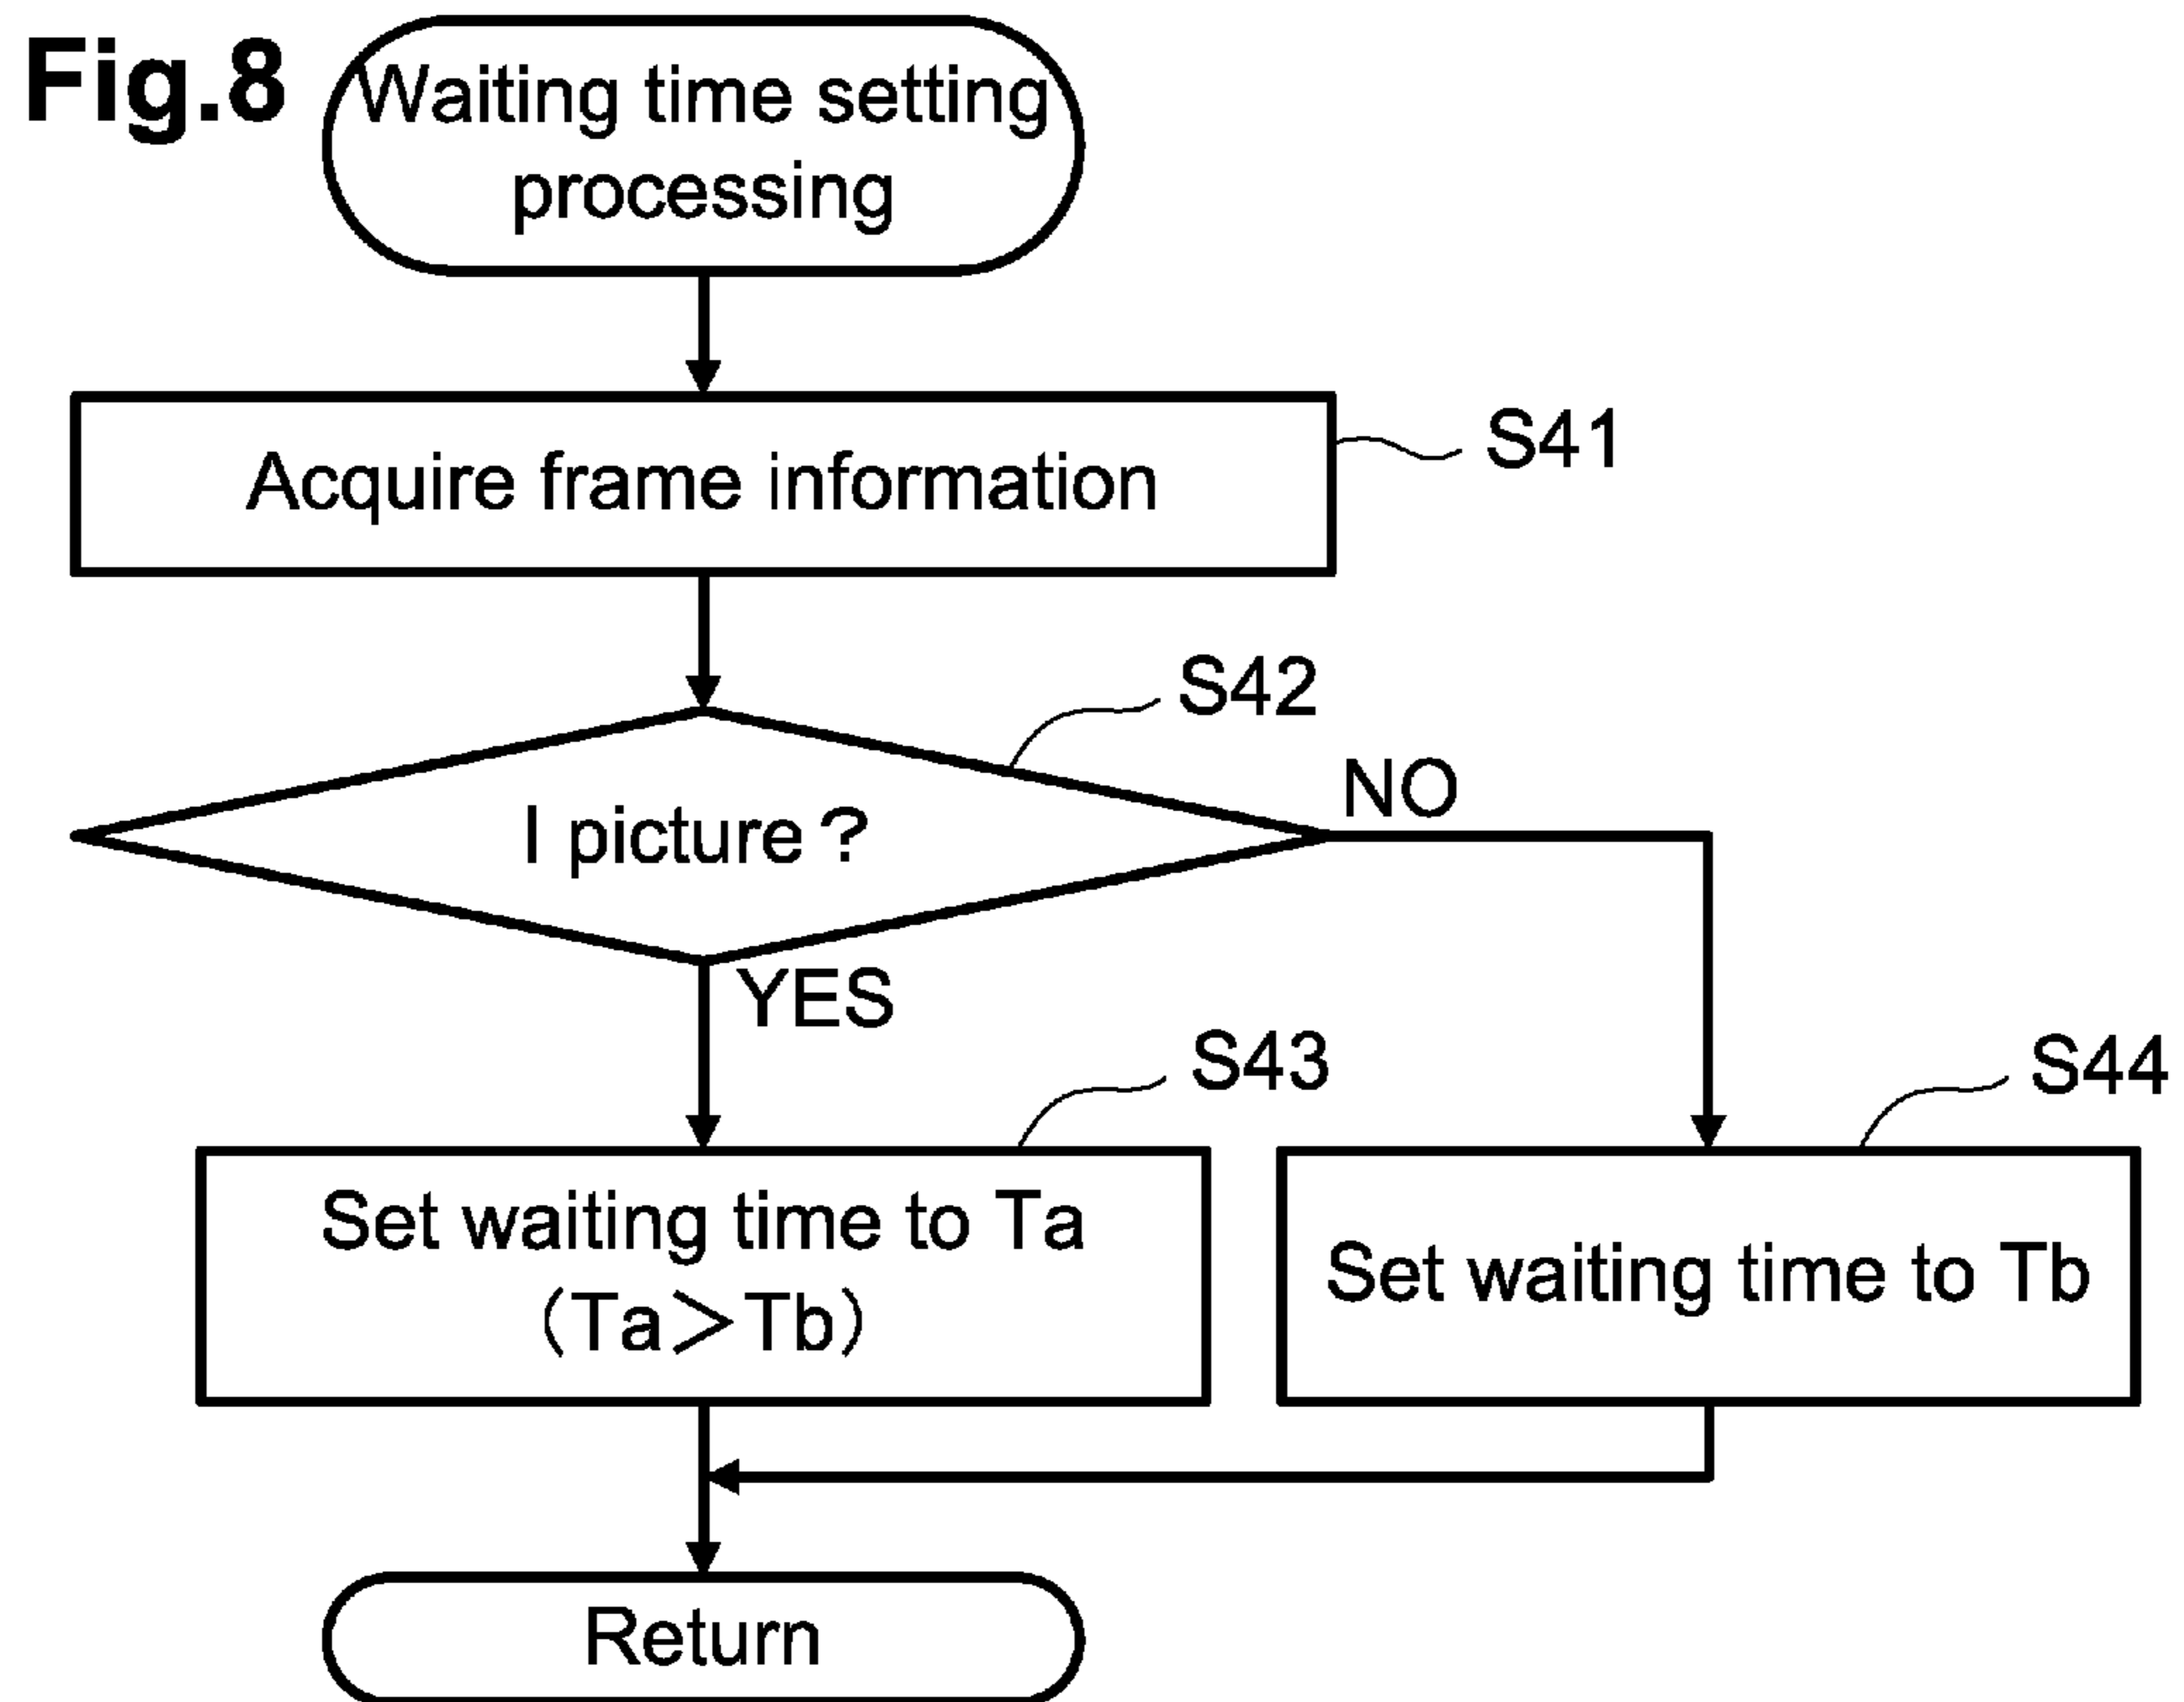 Fig.8
Waiting time setting
processing
Acquire frame information
S41
S42
I picture ?
NO
YES
S43
S44
Set waiting time to Ta
(Ta＞Tb)
Set waiting time to Tb
Return